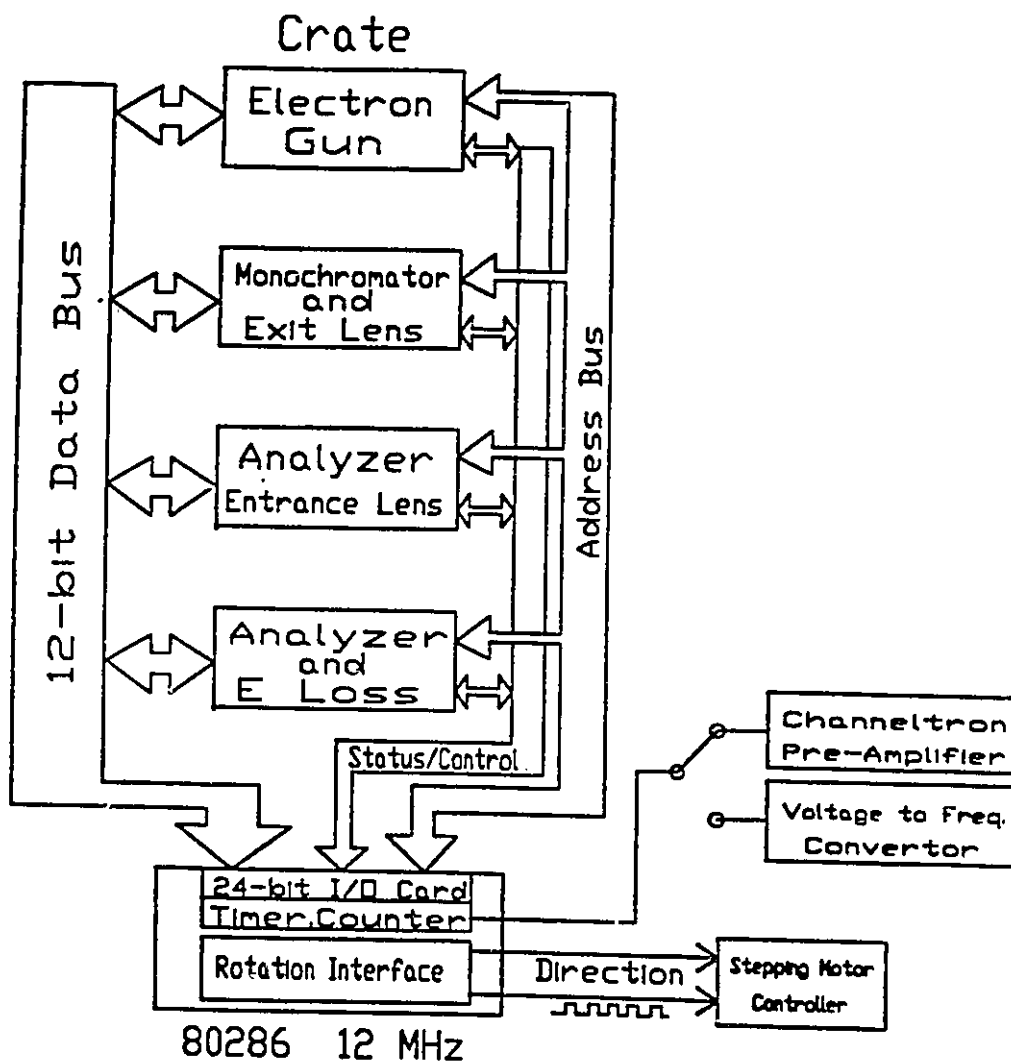 Crate
Electron
Gun
Monochromator
and
Exit Lens
Analyzer
Entrance Lens
Analyzer
and
E Loss
12-bit Data Bus
Address Bus
Status/Control
Channeltron
Pre-Amplifier
Voltage to Freq.
Convertor
24-bit I/O Card
Timer,Counter
Rotation Interface
Direction
Stepping Motor
Controller
80286 12 MHz